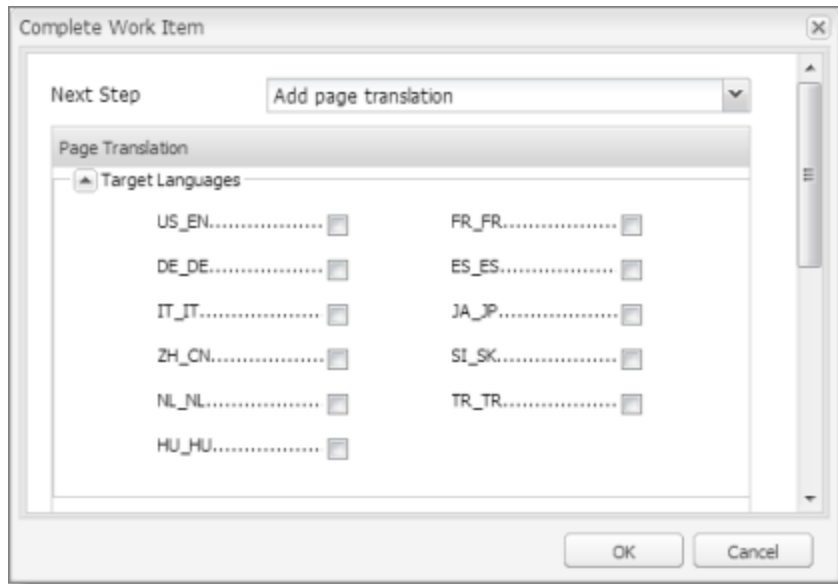 Complete Work Item
Next Step Add page translation
Page Translation
Target Languages
US_EN.................... FR_FR....................
DE_DE.................... ES_ES....................
IT_IT..................... JA_JP....................
ZH_CN.................... SI_SK....................
NL_NL.................... TR_TR....................
HU_HU...................
OK Cancel